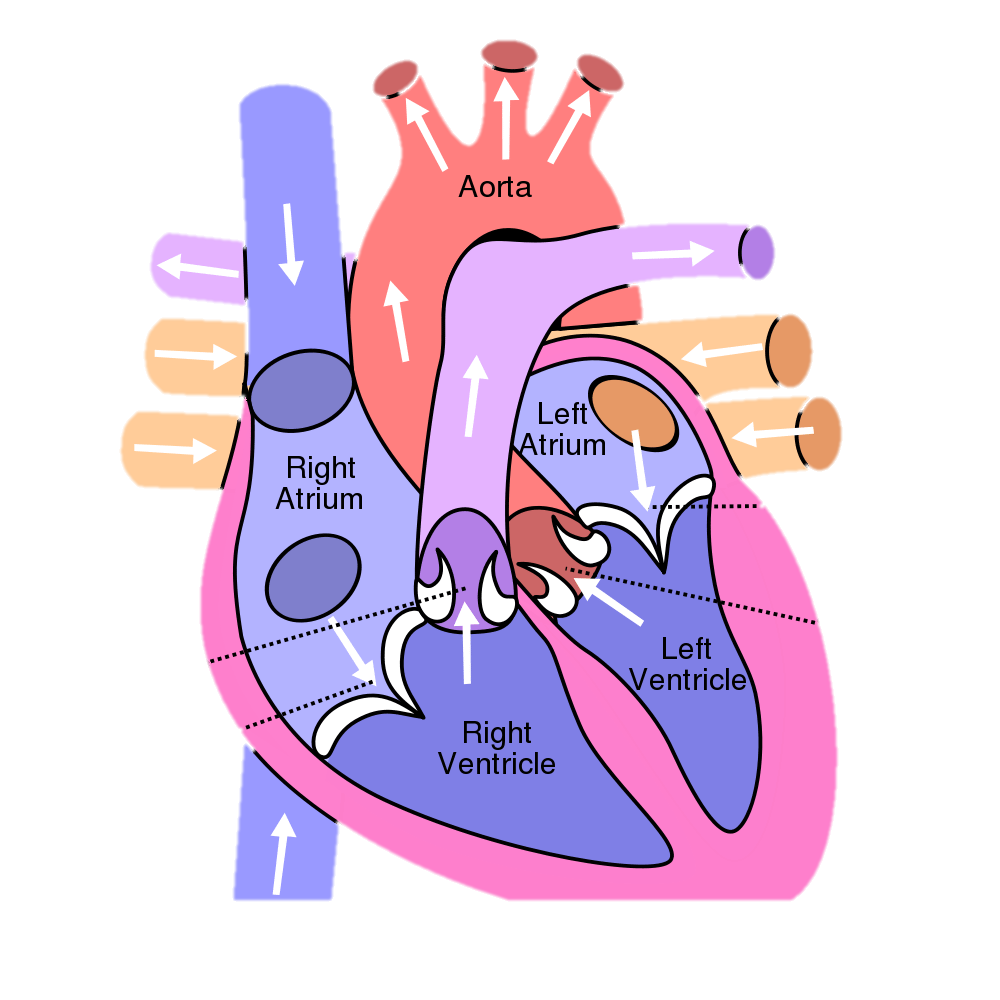 Aorta
Left
Atrium
Right
Atrium
Left
Ventricle
Right
Ventricle